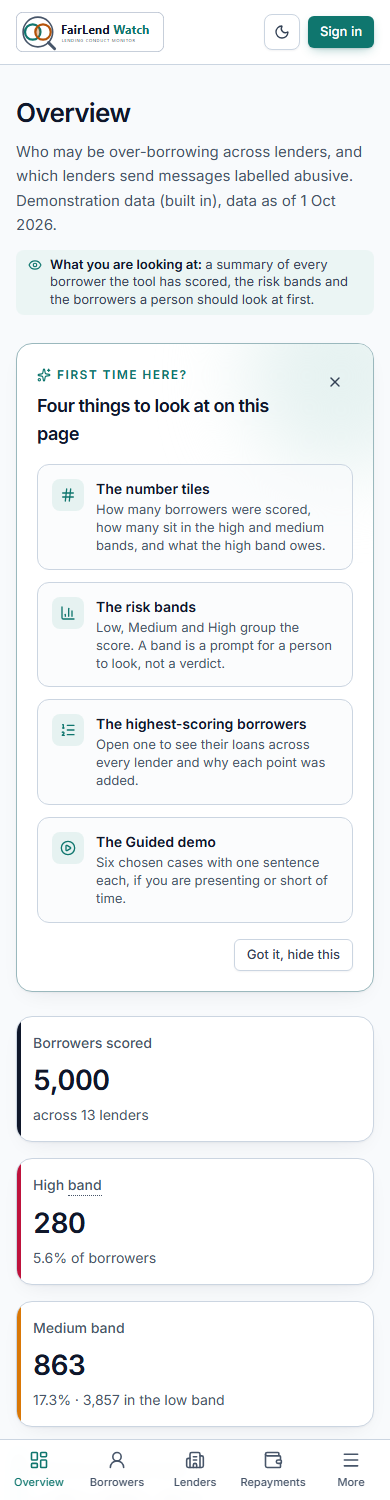 FairLend Watch
LENDING CONDUCT MONITOR
Sign in
Overview
Who may be over-borrowing across lenders, and
which lenders send messages labelled abusive.
Demonstration data (built in), data as of 1 Oct
2026.
What you are looking at: a summary of every
borrower the tool has scored, the risk bands and
the borrowers a person should look at first.
FIRST TIME HERE?
Four things to look at on this
page
The number tiles
How many borrowers were scored,
how many sit in the high and medium
bands, and what the high band owes.
The risk bands
Low, Medium and High group the
score. A band is a prompt for a person
to look, not a verdict.
The highest-scoring borrowers
Open one to see their loans across
every lender and why each point was
added.
The Guided demo
Six chosen cases with one sentence
each, if you are presenting or short of
time.
Got it, hide this
Borrowers scored
5,000
across 13 lenders
High band
280
5.6% of borrowers
Medium band
863
17.3% · 3,857 in the low band
Overview
Borrowers
Lenders
Repayments
More